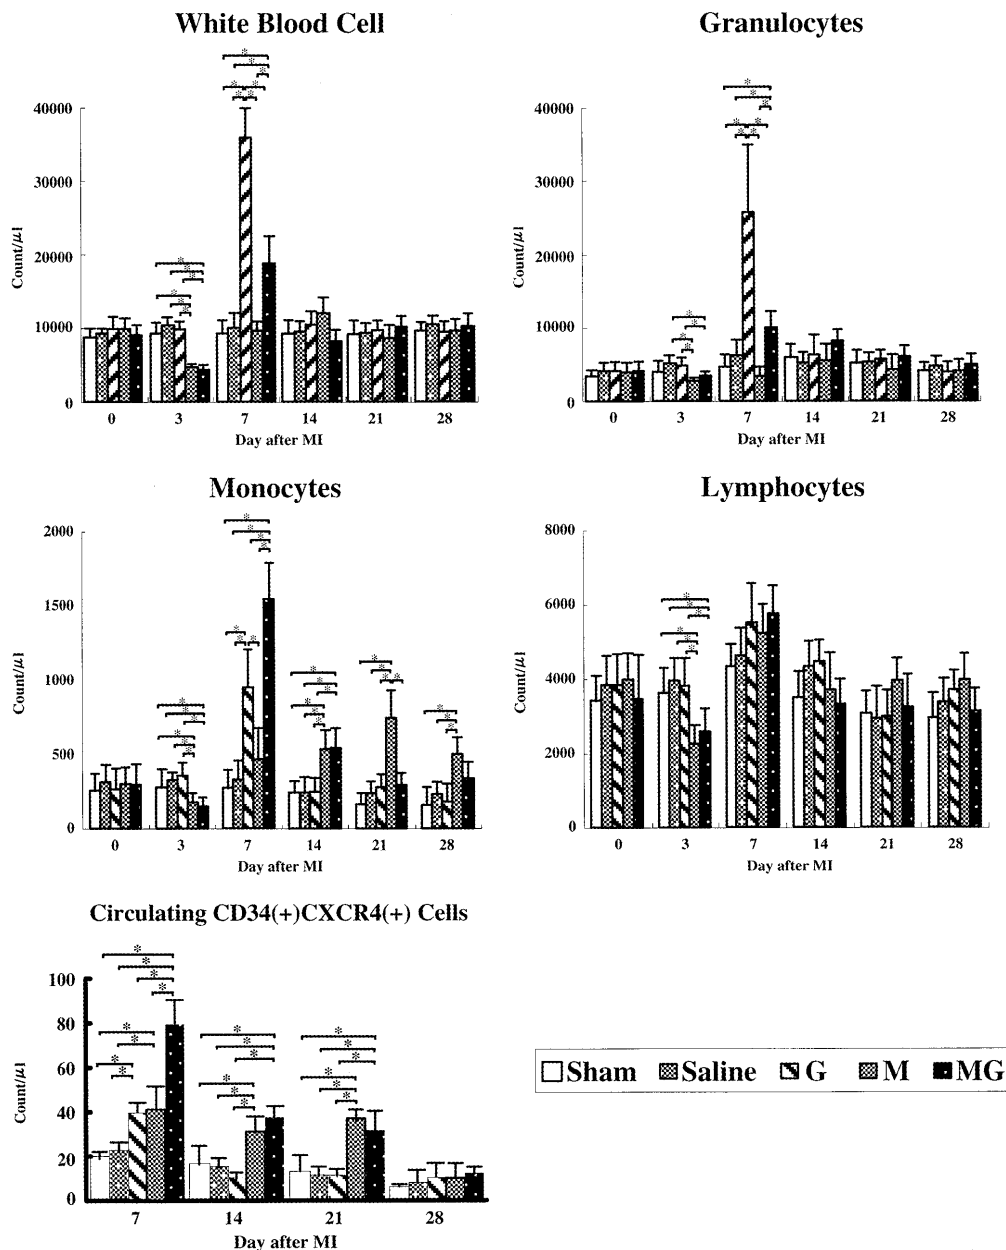 White Blood Cell
Count/μl
40000
30000
20000
10000
0
0 3 7 14 21 28
Day after MI
* * * * * * * * * * * * *
Granulocytes
Count/μl
40000
30000
20000
10000
0
0 3 7 14 21 28
Day after MI
* * * * * * * * * * *
Monocytes
Count/μl
2000
1500
1000
500
0
0 3 7 14 21 28
Day after MI
Lymphocytes
Count/μl
8000
6000
4000
2000
0
0 3 7 14 21 28
Day after MI
* * * * * *
Circulating CD34(+)CXCR4(+) Cells
Count/μl
100
80
60
40
20
0
7 14 21 28
Day after MI
Sham Saline G M MG